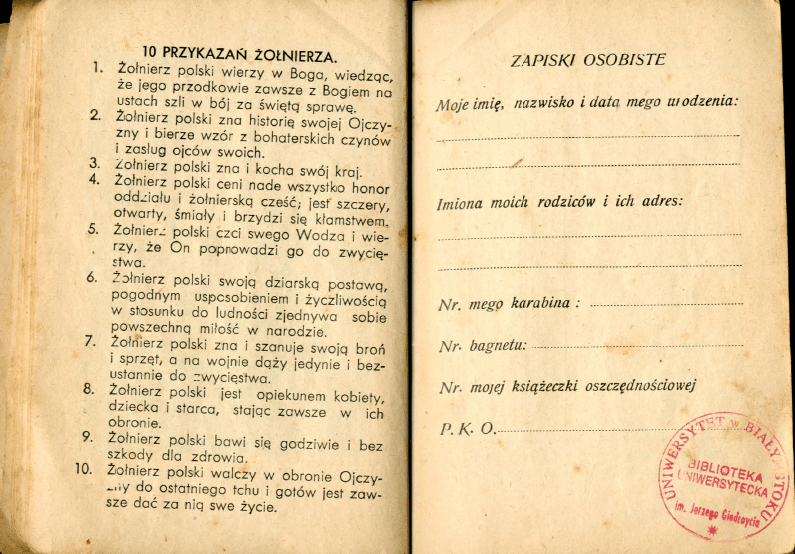 10 PRZYKAZAŃ ŻOŁNIERZA.
1. Żołnierz polski wierzy w Boga, wiedząc,
że jego przodkowie zawsze z Bogiem na
ustach szli w bój za świętą sprawę.
2. Żołnierz polski zna historię swojej Ojczy-
zny i bierze wzór z bohaterskich czynów
i zasług ojców swoich.
3. Żołnierz polski zna i kocha swój kraj.
4. Żołnierz polski ceni nade wszystko honor
oddziału i żołnierską cześć; jest szczery,
otwarty, śmiały i brzydzi się kłamstwem.
5. Żołnierz polski czci swego Wodza i wie-
rzy, że On poprowadzi go do zwycię-
stwa.
6. Żołnierz polski swoją dziarską postawą,
pogodnym usposobieniem i życzliwością
w stosunku do ludności zjednywa sobie
powszechną miłość w narodzie.
7. Żołnierz polski zna i szanuje swoją broń
i sprzęt, a na wojnie dąży jedynie i bez-
ustannie do zwycięstwa.
8. Żołnierz polski jest opiekunem kobiety,
dziecka i starca, stając zawsze w ich
obronie.
9. Żołnierz polski bawi się godziwie i bez
szkody dla zdrowia.
10. Żołnierz polski walczy w obronie Ojczy-
zny do ostatniego tchu i gotów jest zaw-
sze dać za nią swe życie.
ZAPISKI OSOBISTE
Moje imię, nazwisko i datą mego urodzenia:
Imiona moich rodziców i ich adres:
Nr. mego karabina :
Nr. bagnetu:
Nr. mojej książeczki oszczędnościowej
P. K. O.
UNIWERSYTET w BIAŁYMSTOKU
BIBLIOTEKA
UNIWERSYTECKA
im. Jerzego Giedroycia